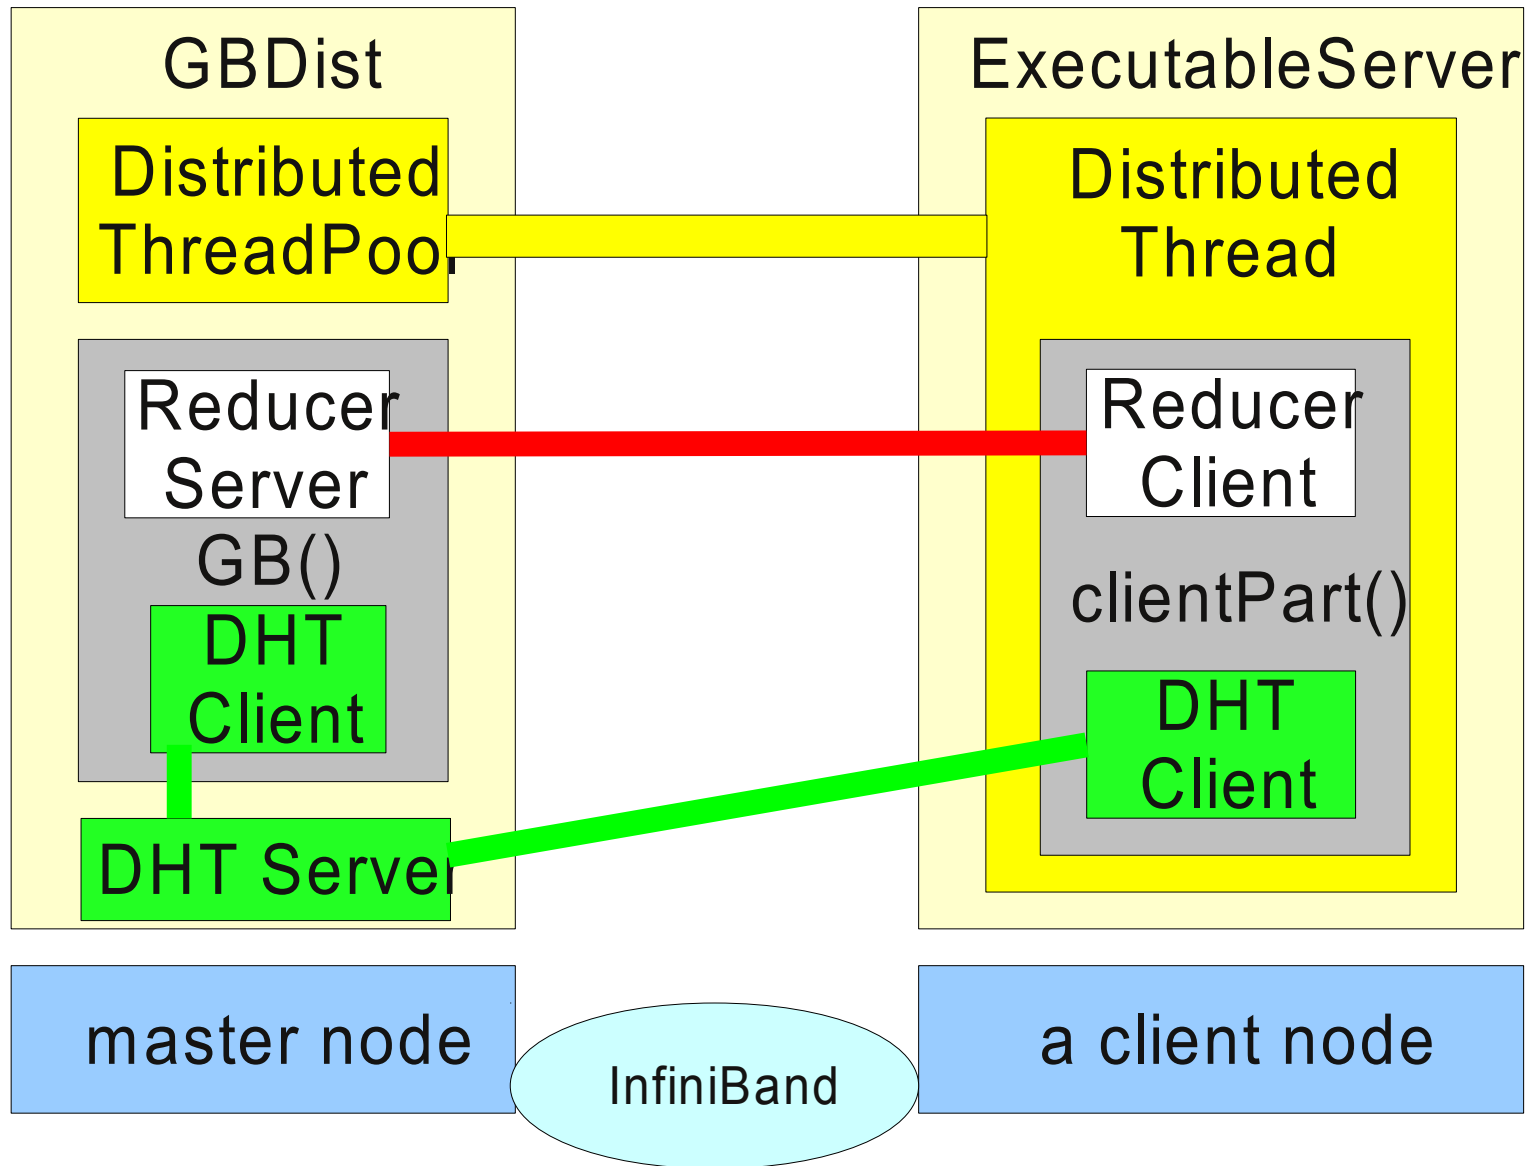 GBDist
Distributed
ThreadPool
Reducer
Server
GB()
DHT
Client
DHT Server
master node
InfiniBand
ExecutableServer
Distributed
Thread
Reducer
Client
clientPart()
DHT
Client
a client node